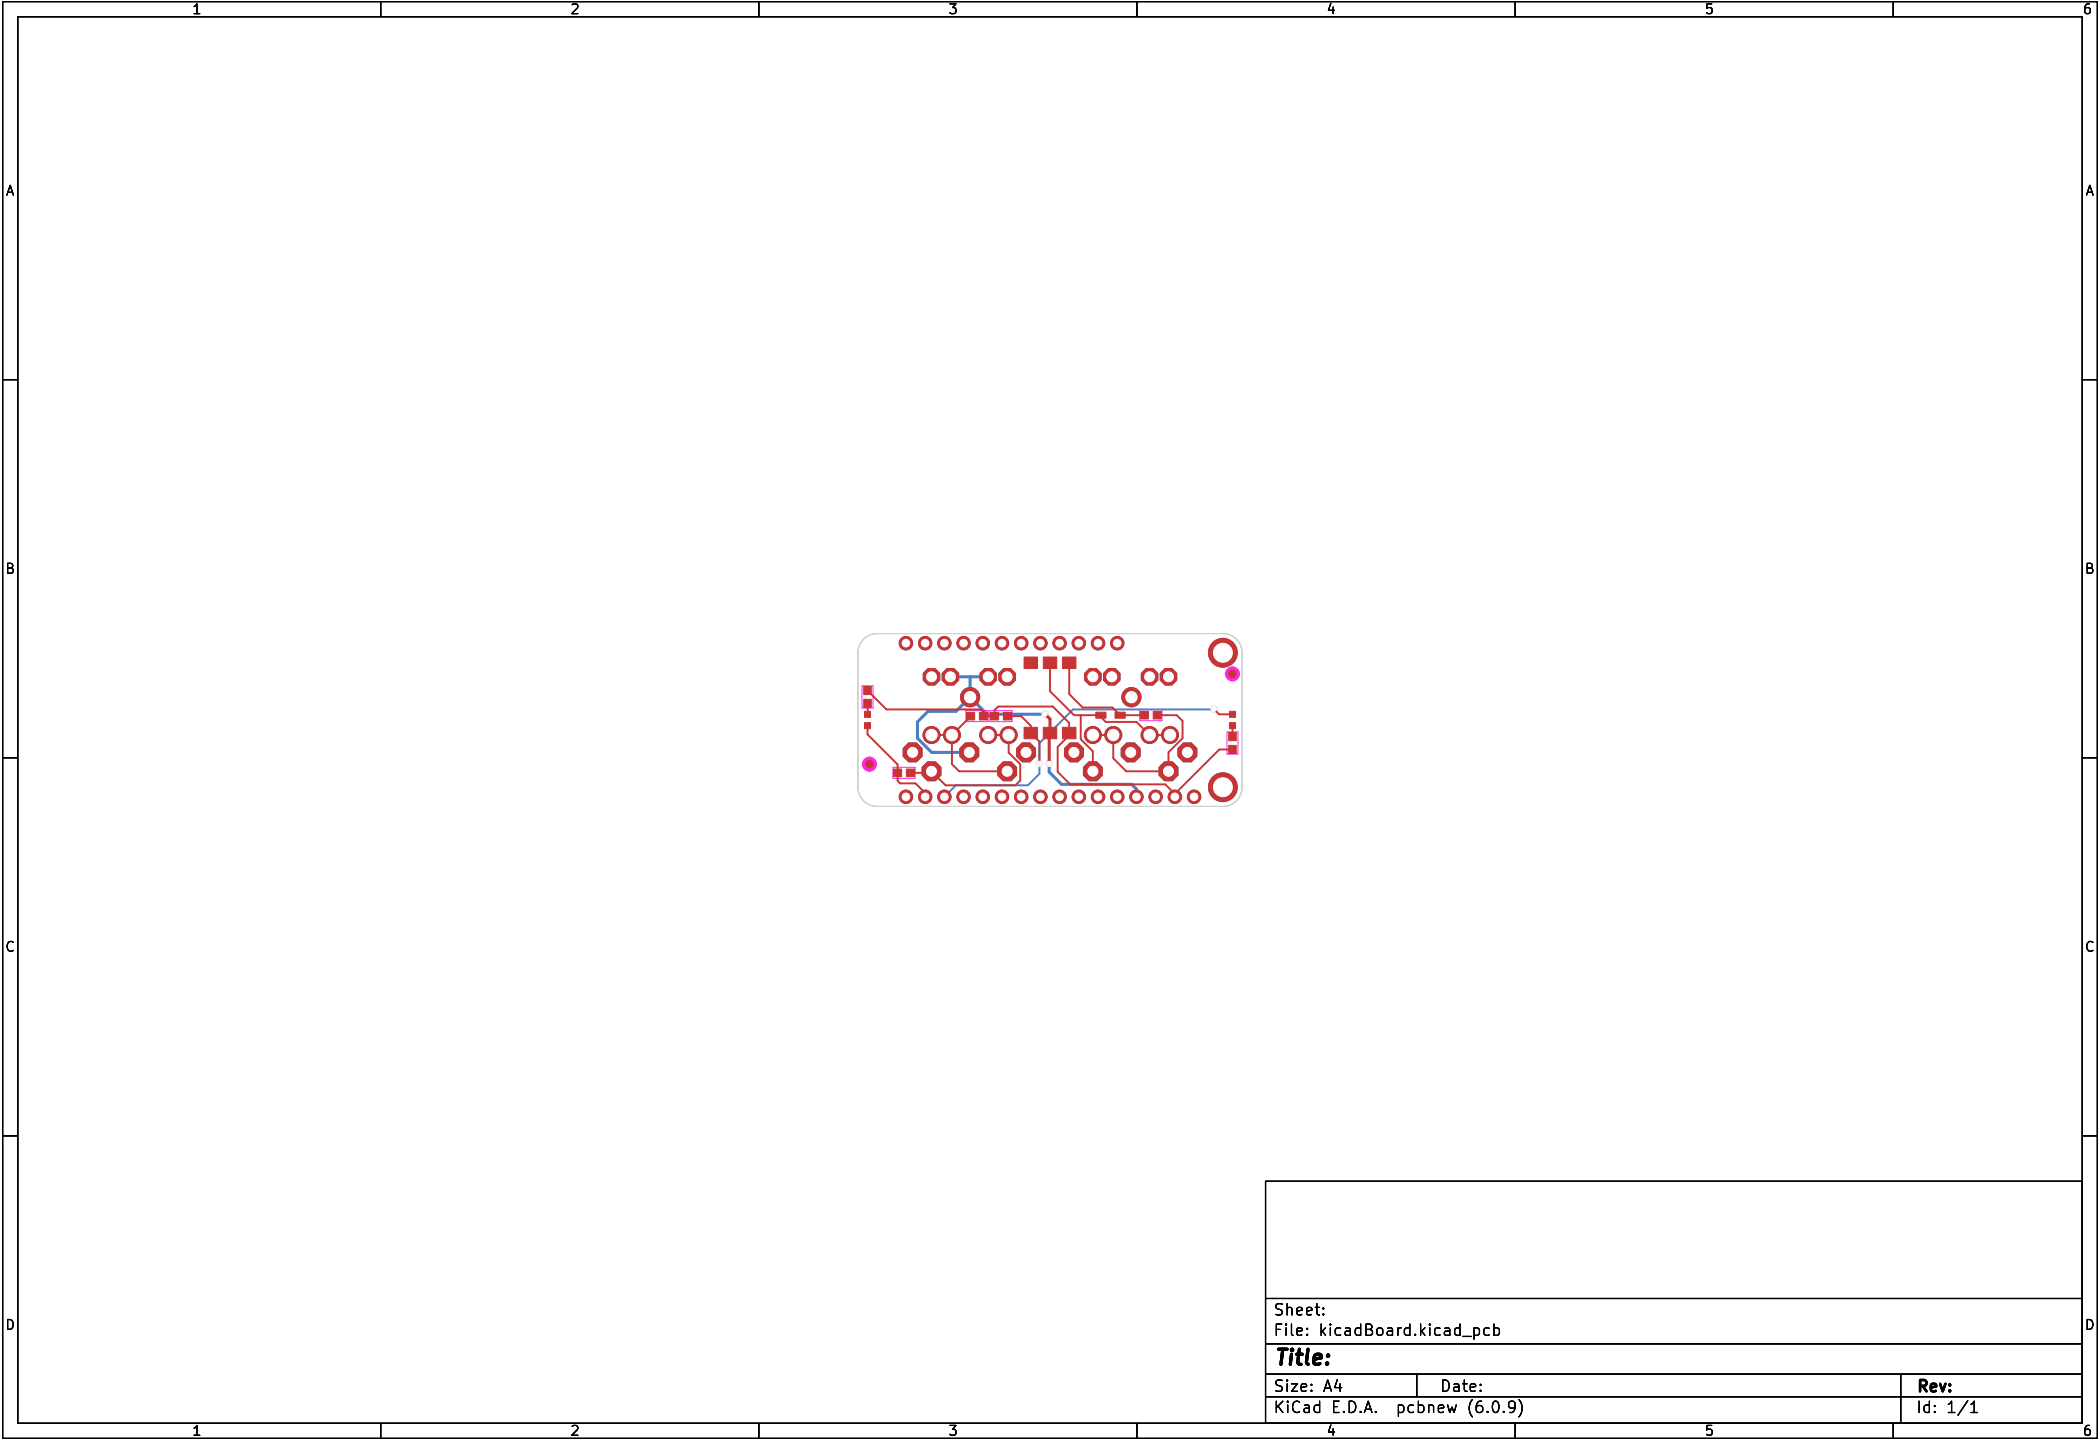 1 2 3 4 5 6
A A
B B
C C
D D
Sheet:
File: kicadBoard.kicad_pcb
Title:
Size: A4 Date: Rev:
KiCad E.D.A. pcbnew (6.0.9) Id: 1/1
1 2 3 4 5 6